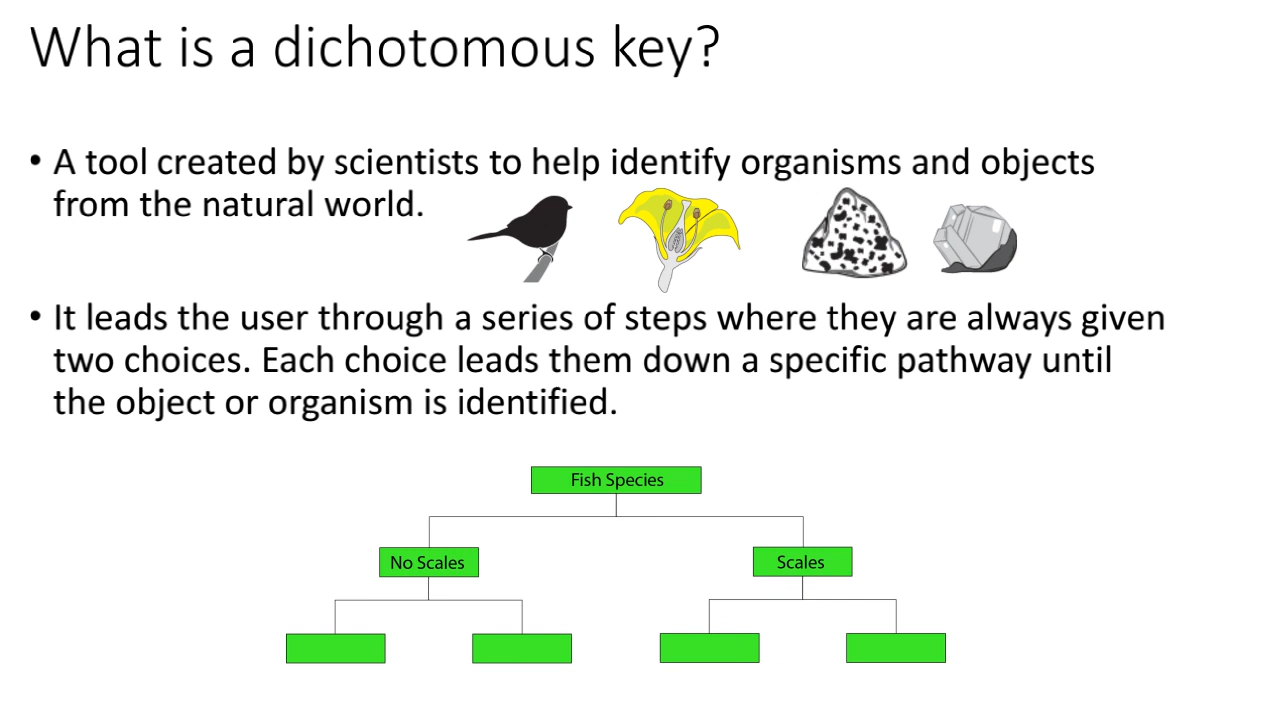 What is a dichotomous key?
• A tool created by scientists to help identify organisms and objects
from the natural world.
• It leads the user through a series of steps where they are always given
two choices. Each choice leads them down a specific pathway until
the object or organism is identified.
Fish Species
No Scales
Scales